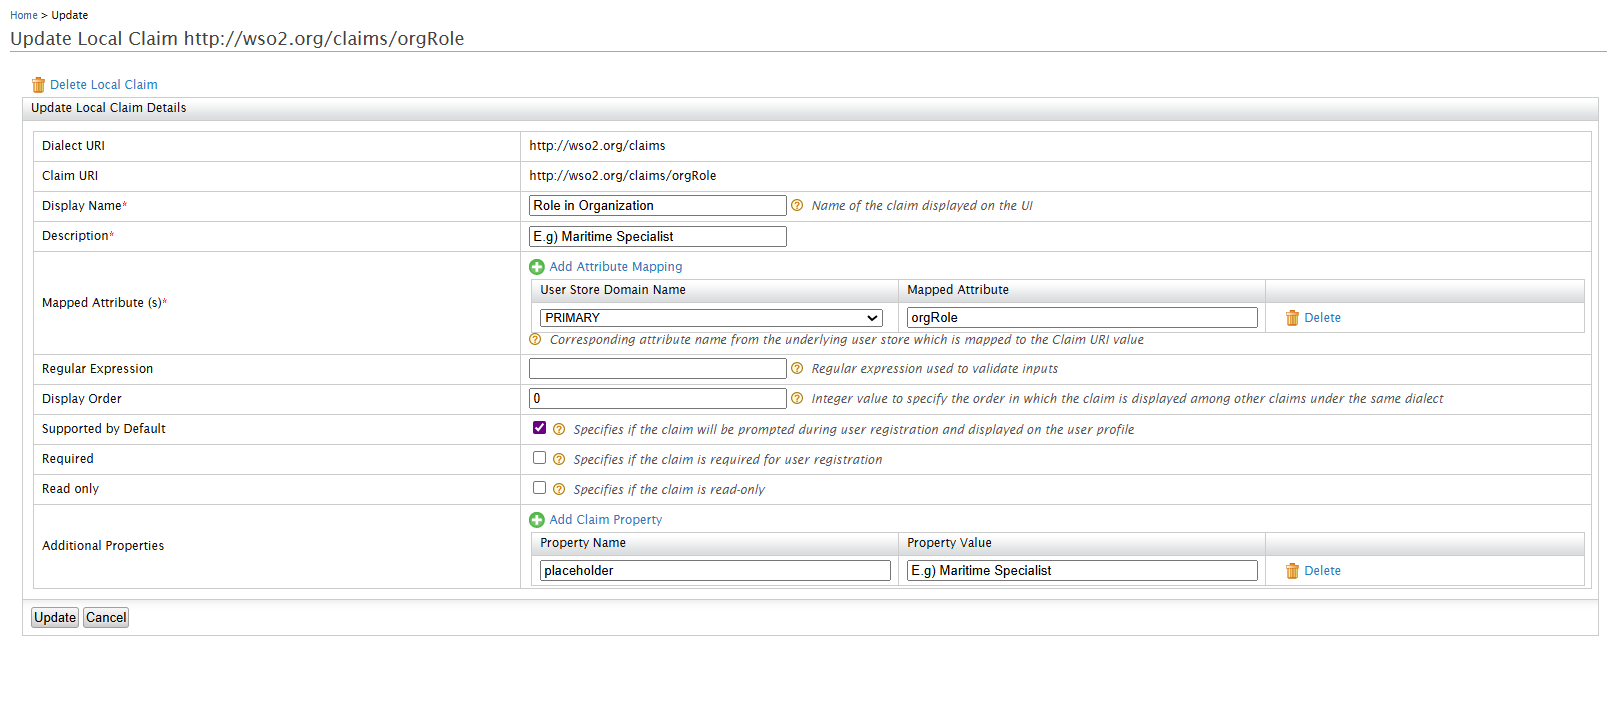 Home > Update
Update Local Claim http://wso2.org/claims/orgRole
Delete Local Claim
Update Local Claim Details
Dialect URI http://wso2.org/claims
Claim URI http://wso2.org/claims/orgRole
Display Name* Role in Organization Name of the claim displayed on the UI
Description* E.g) Maritime Specialist
Mapped Attribute (s)*
Add Attribute Mapping
User Store Domain Name Mapped Attribute
PRIMARY orgRole Delete
Corresponding attribute name from the underlying user store which is mapped to the Claim URI value
Regular Expression Regular expression used to validate inputs
Display Order 0 Integer value to specify the order in which the claim is displayed among other claims under the same dialect
Supported by Default Specifies if the claim will be prompted during user registration and displayed on the user profile
Required Specifies if the claim is required for user registration
Read only Specifies if the claim is read-only
Additional Properties
Add Claim Property
Property Name Property Value
placeholder E.g) Maritime Specialist Delete
Update Cancel